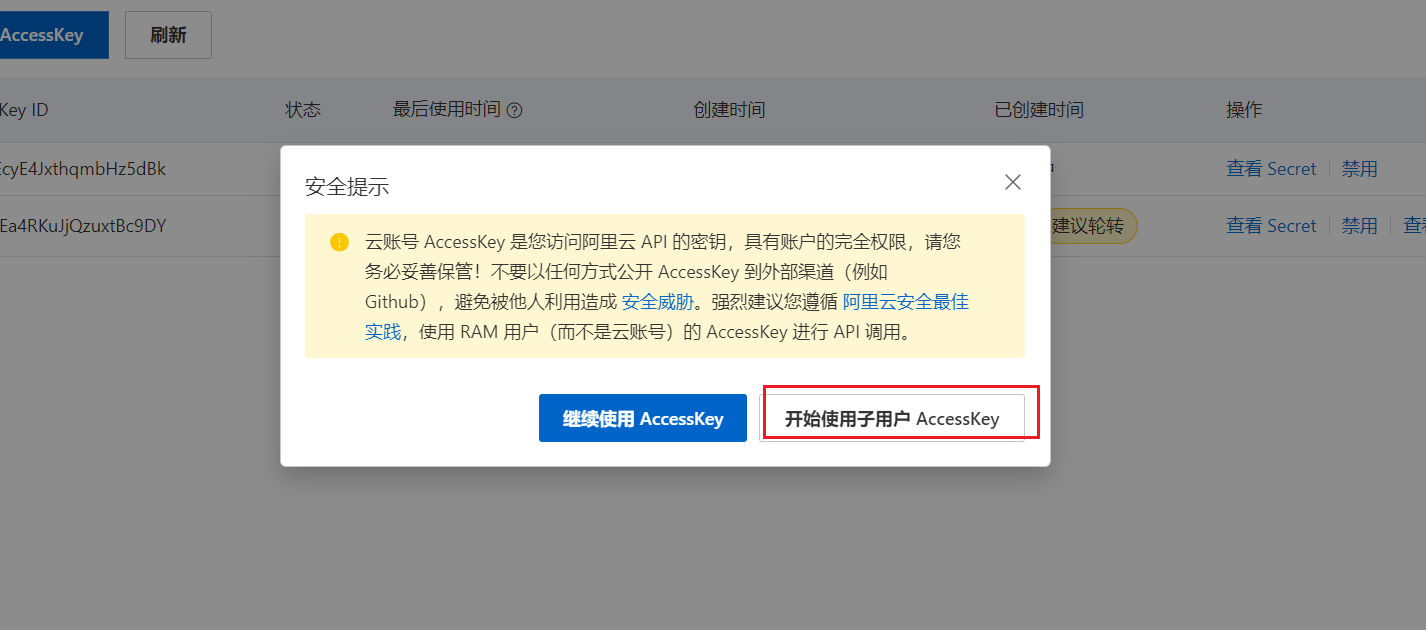 AccessKey 刷新
Key ID 状态 最后使用时间 ? 创建时间 已创建时间 操作
EcyE4JxthqmbHz5dBk 查看 Secret 禁用
Ea4RKuJjQzuxtBc9DY 建议轮转 查看 Secret 禁用 查看
安全提示
云账号 AccessKey 是您访问阿里云 API 的密钥，具有账户的完全权限，请您
务必妥善保管！不要以任何方式公开 AccessKey 到外部渠道（例如
Github），避免被他人利用造成 安全威胁。强烈建议您遵循 阿里云安全最佳
实践，使用 RAM 用户（而不是云账号）的 AccessKey 进行 API 调用。
继续使用 AccessKey 开始使用子用户 AccessKey